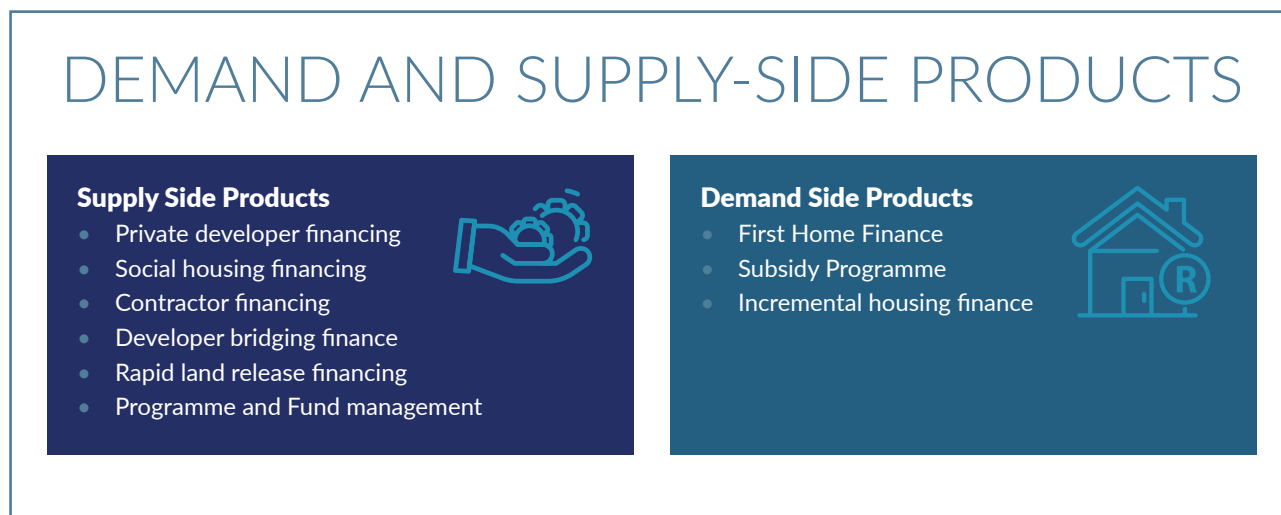 DEMAND AND SUPPLY-SIDE PRODUCTS
Supply Side Products
• Private developer financing
• Social housing financing
• Contractor financing
• Developer bridging finance
• Rapid land release financing
• Programme and Fund management
Demand Side Products
• First Home Finance
• Subsidy Programme
• Incremental housing finance
R